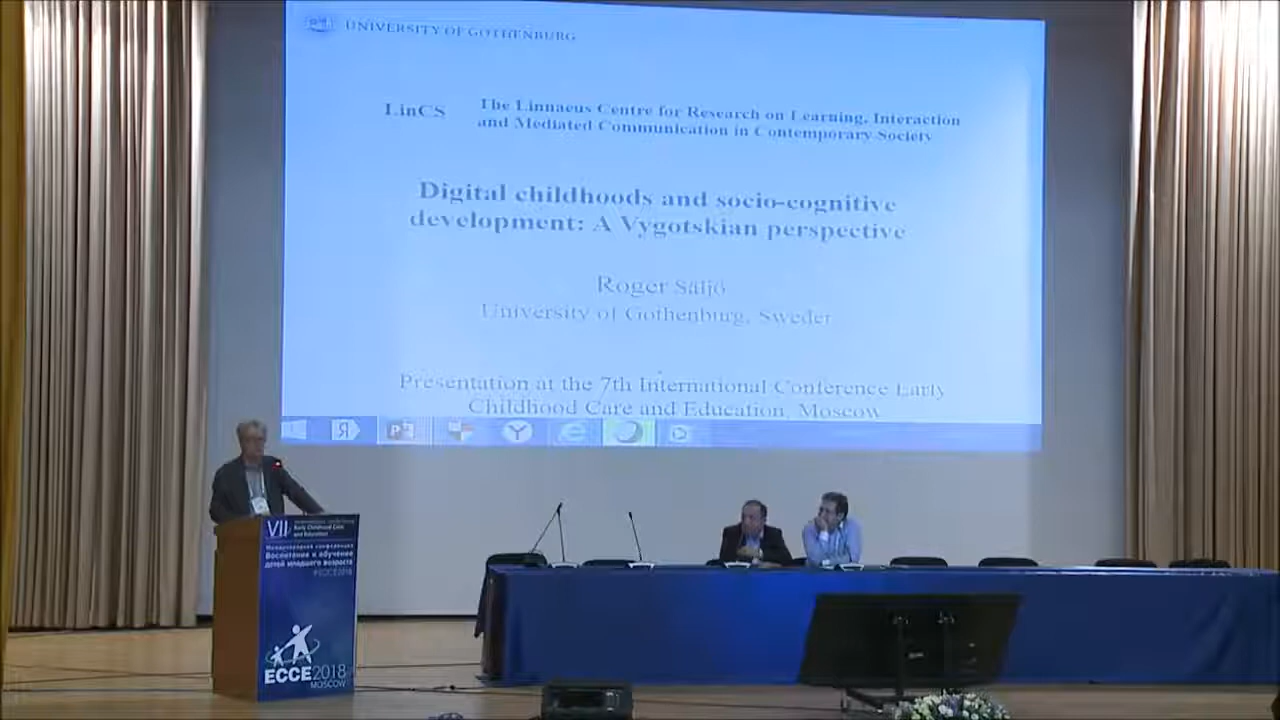 UNIVERSITY OF GOTHENBURG
LinCS
The Linnaeus Centre for Research on Learning, Interaction
and Mediated Communication in Contemporary Society
Digital childhoods and socio-cognitive
development: A Vygotskian perspective
Roger Säljö
University of Gothenburg, Sweden
Presentation at the 7th International Conference Early
Childhood Care and Education, Moscow
Я
P
Y
e
VII
Early Childhood Care
and Education
Международная конференция
Воспитание и обучение
детей младшего возраста
#ECCE2018
ECCE2018
MOSCOW